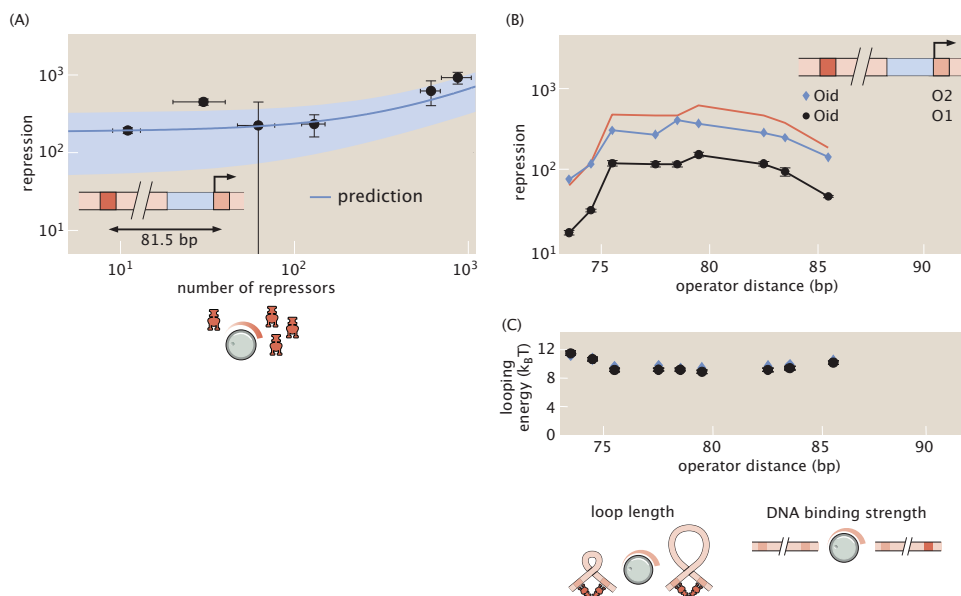 (A)
10³
10²
10¹
repression
prediction
81.5 bp
10¹
10²
10³
number of repressors
(B)
10³
10²
10¹
repression
Oid
O2
Oid
O1
75
80
85
90
operator distance (bp)
(C)
12
8
4
0
looping
energy (k_BT)
75
80
85
90
operator distance (bp)
loop length
DNA binding strength